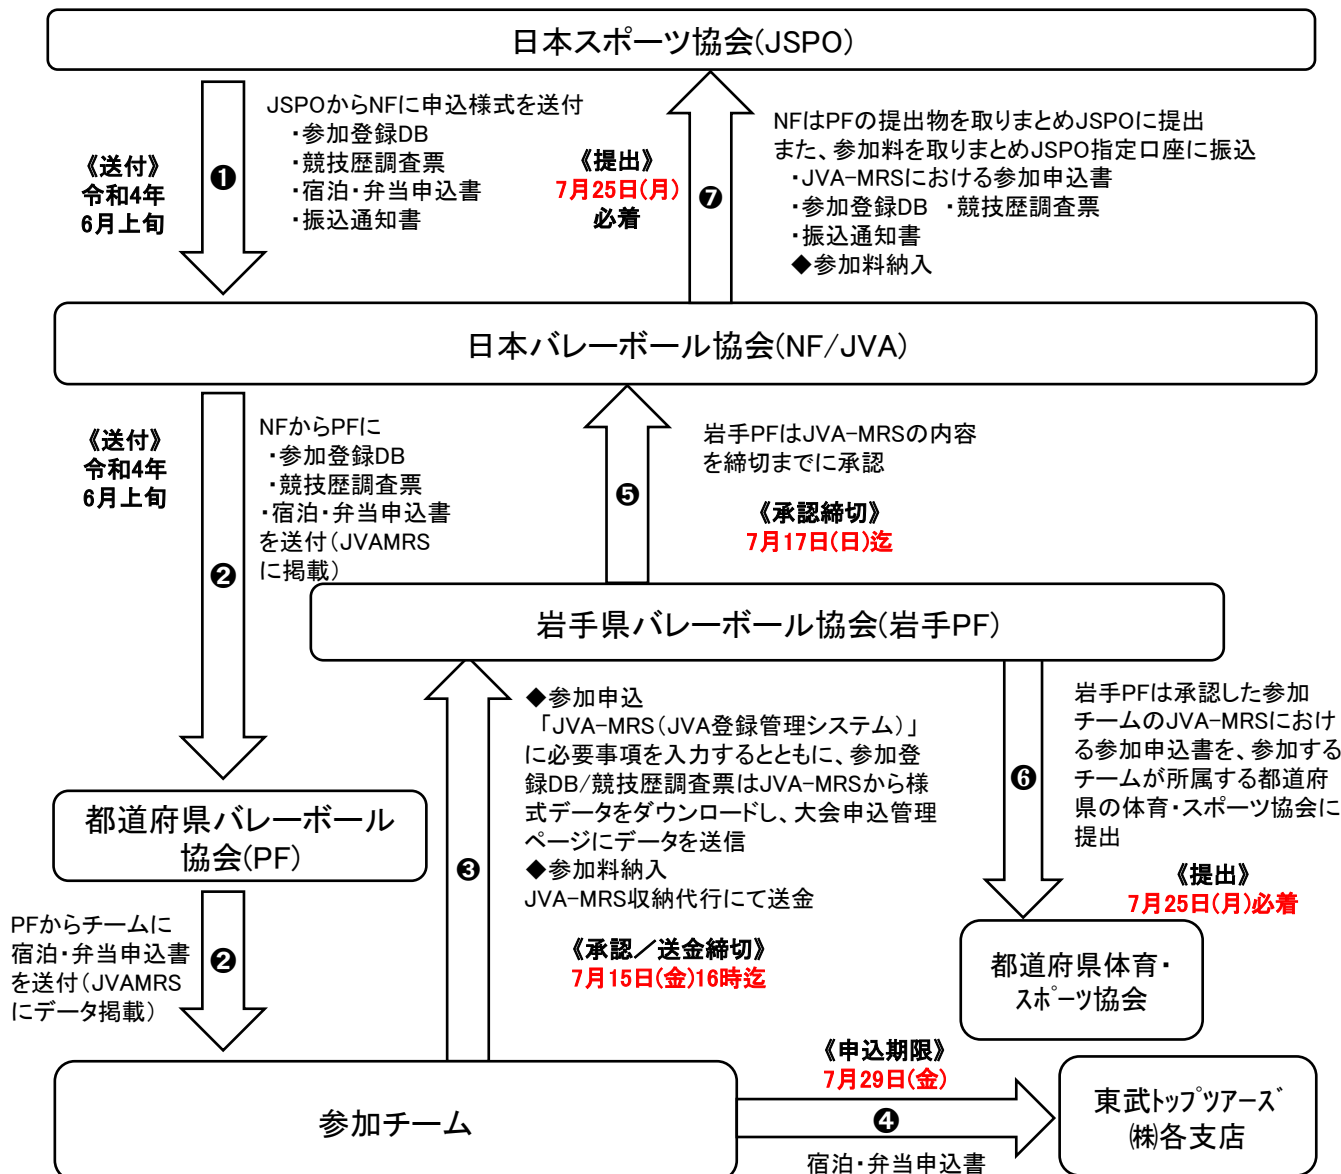 日本スポーツ協会(JSPO)
JSPOからNFに申込様式を送付
・参加登録DB
・競技歴調査票
・宿泊・弁当申込書
・振込通知書
《送付》
令和4年
6月上旬
❶
《提出》
7月25日(月)
必着
❼
NFはPFの提出物を取りまとめJSPOに提出
また、参加料を取りまとめJSPO指定口座に振込
・JVA-MRSにおける参加申込書
・参加登録DB ・競技歴調査票
・振込通知書
◆参加料納入
日本バレーボール協会(NF/JVA)
《送付》
令和4年
6月上旬
NFからPFに
・参加登録DB
・競技歴調査票
・宿泊・弁当申込書
を送付(JVAMRS
に掲載)
❷
❺
岩手PFはJVA-MRSの内容
を締切までに承認
《承認締切》
7月17日(日)迄
岩手県バレーボール協会(岩手PF)
◆参加申込
「JVA-MRS(JVA登録管理システム)」
に必要事項を入力するとともに、参加登
録DB/競技歴調査票はJVA-MRSから様
式データをダウンロードし、大会申込管理
ページにデータを送信
◆参加料納入
JVA-MRS収納代行にて送金
❸
《承認／送金締切》
7月15日(金)16時迄
❻
岩手PFは承認した参加
チームのJVA-MRSにおけ
る参加申込書を、参加する
チームが所属する都道府
県の体育・スポーツ協会に
提出
《提出》
7月25日(月)必着
都道府県バレーボール
協会(PF)
PFからチームに
宿泊・弁当申込書
を送付(JVAMRS
にデータ掲載)
❷
都道府県体育・
ｽﾎﾟｰﾂ協会
参加チーム
《申込期限》
7月29日(金)
❹
宿泊・弁当申込書
東武ﾄｯﾌﾟﾂｱｰｽﾞ
㈱各支店